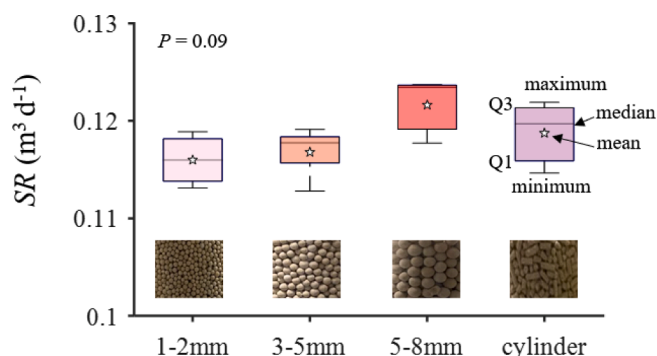 0.13
P = 0.09
maximum
Q3
median
0.12
mean
Q1
minimum
SR (m³ d⁻¹)
0.11
0.1
1-2mm 3-5mm 5-8mm cylinder